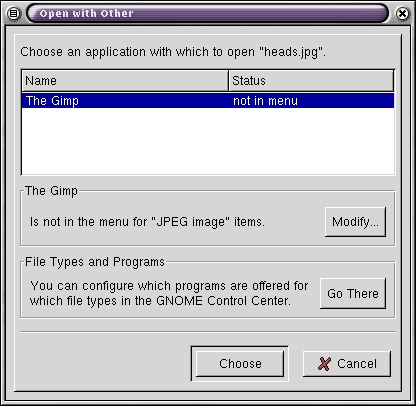 Open with Other
Choose an application with which to open "heads.jpg".
Name Status
The Gimp not in menu
The Gimp
Is not in the menu for "JPEG image" items.
Modify...
File Types and Programs
You can configure which programs are offered for
which file types in the GNOME Control Center.
Go There
Choose
Cancel